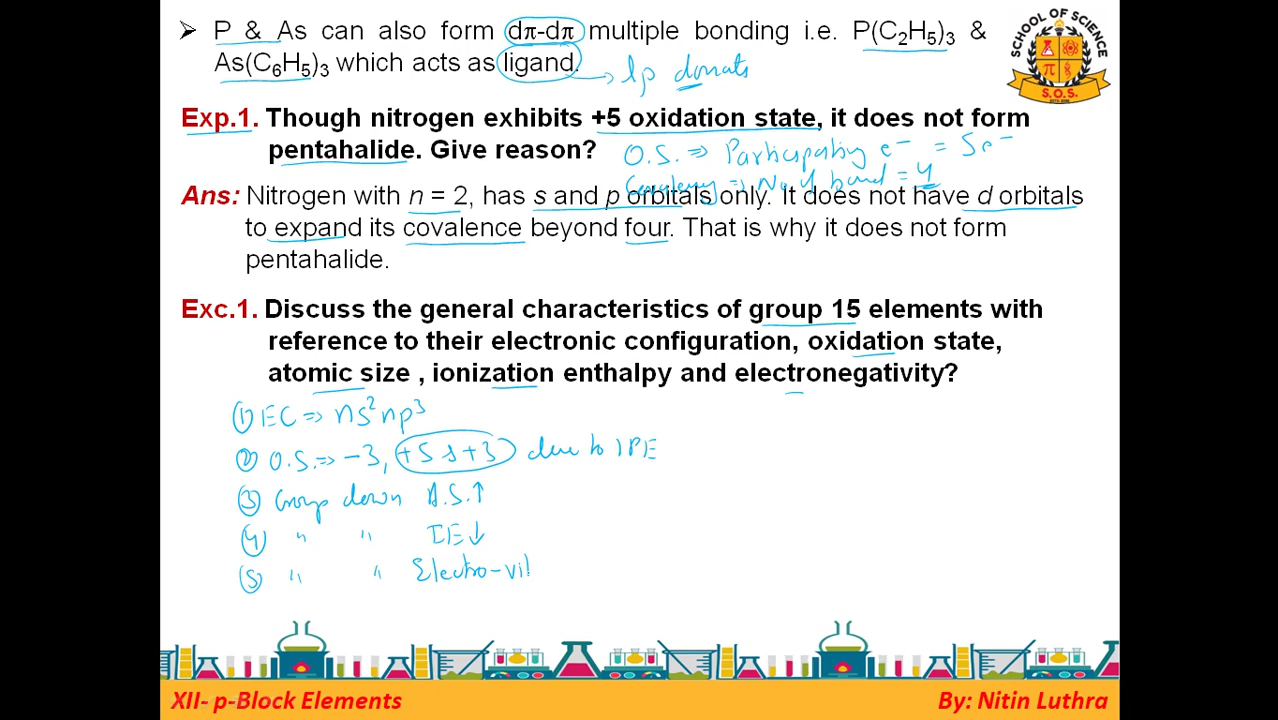 ➢ P & As can also form dπ-dπ multiple bonding i.e. P(C₂H₅)₃ &
As(C₆H₅)₃ which acts as ligand.
→ lp donate
SCHOOL OF SCIENCE
S.O.S.
Exp.1. Though nitrogen exhibits +5 oxidation state, it does not form
pentahalide. Give reason?
O.S. => Participating e⁻ = 5e⁻
Covalency => No of bond = 4
Ans: Nitrogen with n = 2, has s and p orbitals only. It does not have d orbitals
to expand its covalence beyond four. That is why it does not form
pentahalide.
Exc.1. Discuss the general characteristics of group 15 elements with
reference to their electronic configuration, oxidation state,
atomic size , ionization enthalpy and electronegativity?
① EC => ns²np³
② O.S. => -3, +5 & +3 due to IPE
③ Group down A.S.↑
④ " " IE↓
⑤ " " Electro-vi
XII- p-Block Elements
By: Nitin Luthra